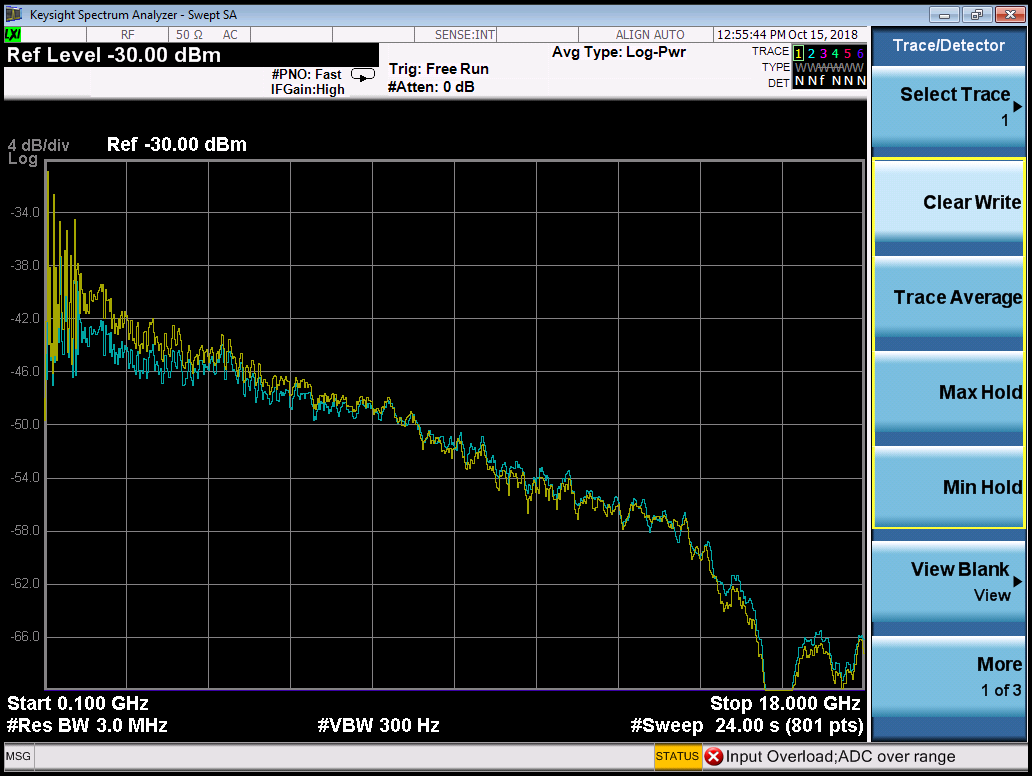 Keysight Spectrum Analyzer - Swept SA
LXI RF 50 Ω AC SENSE:INT ALIGN AUTO 12:55:44 PM Oct 15, 2018
Ref Level -30.00 dBm
#PNO: Fast
IFGain:High
Trig: Free Run
#Atten: 0 dB
Avg Type: Log-Pwr
TRACE 1 2 3 4 5 6
TYPE WWWWWW
DET N N f N N N
4 dB/div
Log
Ref -30.00 dBm
-34.0
-38.0
-42.0
-46.0
-50.0
-54.0
-58.0
-62.0
-66.0
Start 0.100 GHz
Stop 18.000 GHz
#Res BW 3.0 MHz
#VBW 300 Hz
#Sweep 24.00 s (801 pts)
MSG
STATUS
Input Overload;ADC over range
Trace/Detector
Select Trace
1
Clear Write
Trace Average
Max Hold
Min Hold
View Blank
View
More
1 of 3